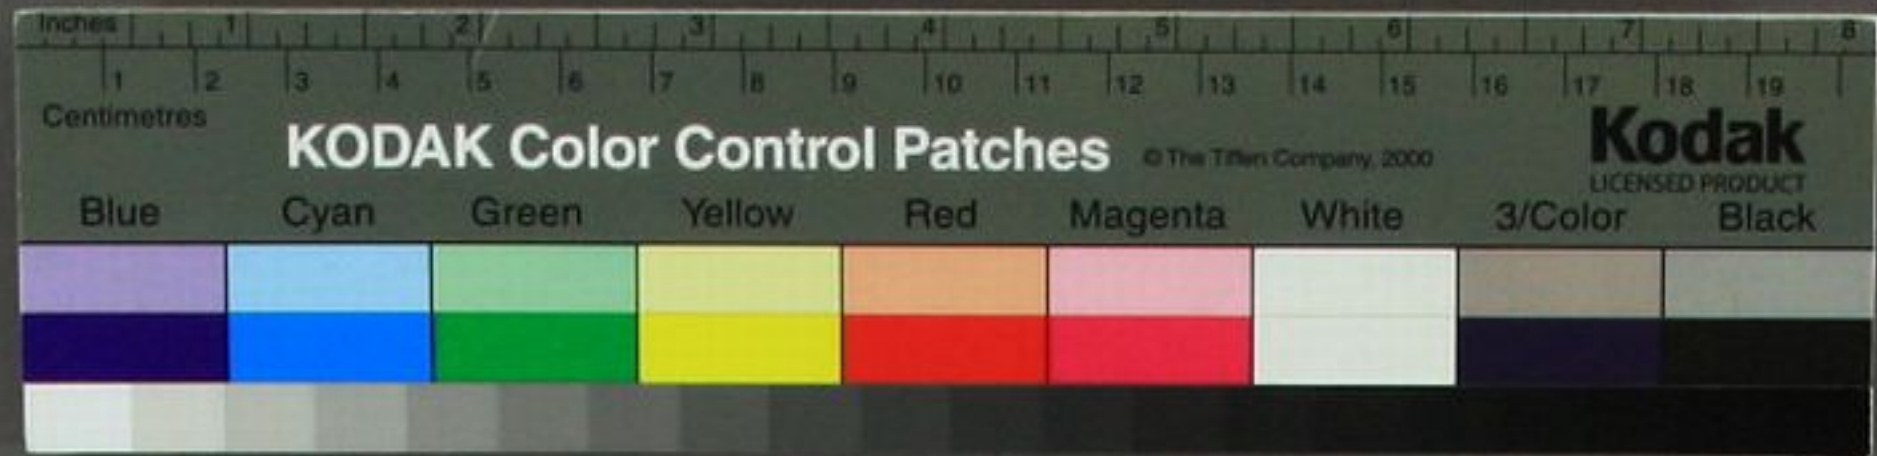 Inches 1 2 3 4 5 6 7 8
1 2 3 4 5 6 7 8 9 10 11 12 13 14 15 16 17 18 19
Centimetres
KODAK Color Control Patches © The Tiffen Company, 2000
Kodak
LICENSED PRODUCT
Blue Cyan Green Yellow Red Magenta White 3/Color Black